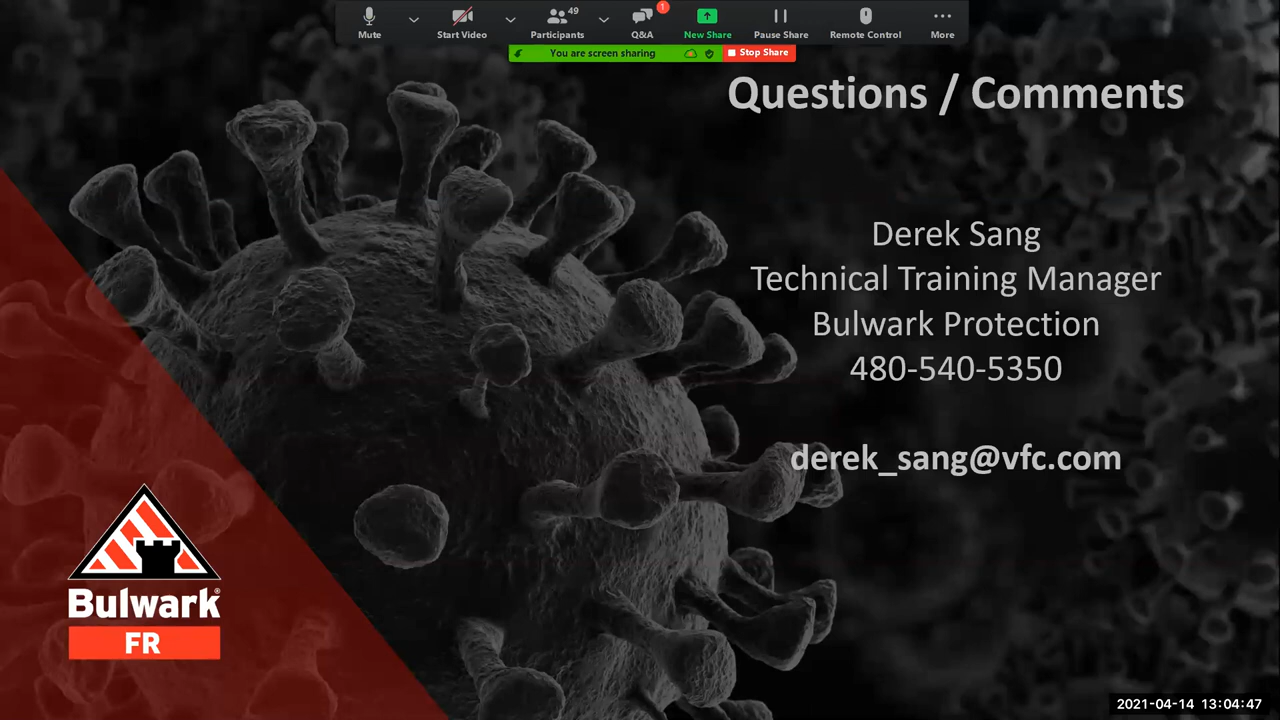 49
1
Mute
Start Video
Participants
Q&A
New Share
Pause Share
Remote Control
More
You are screen sharing
Stop Share
Questions / Comments
Derek Sang
Technical Training Manager
Bulwark Protection
480-540-5350
derek_sang@vfc.com
Bulwark®
FR
2021-04-14 13:04:47